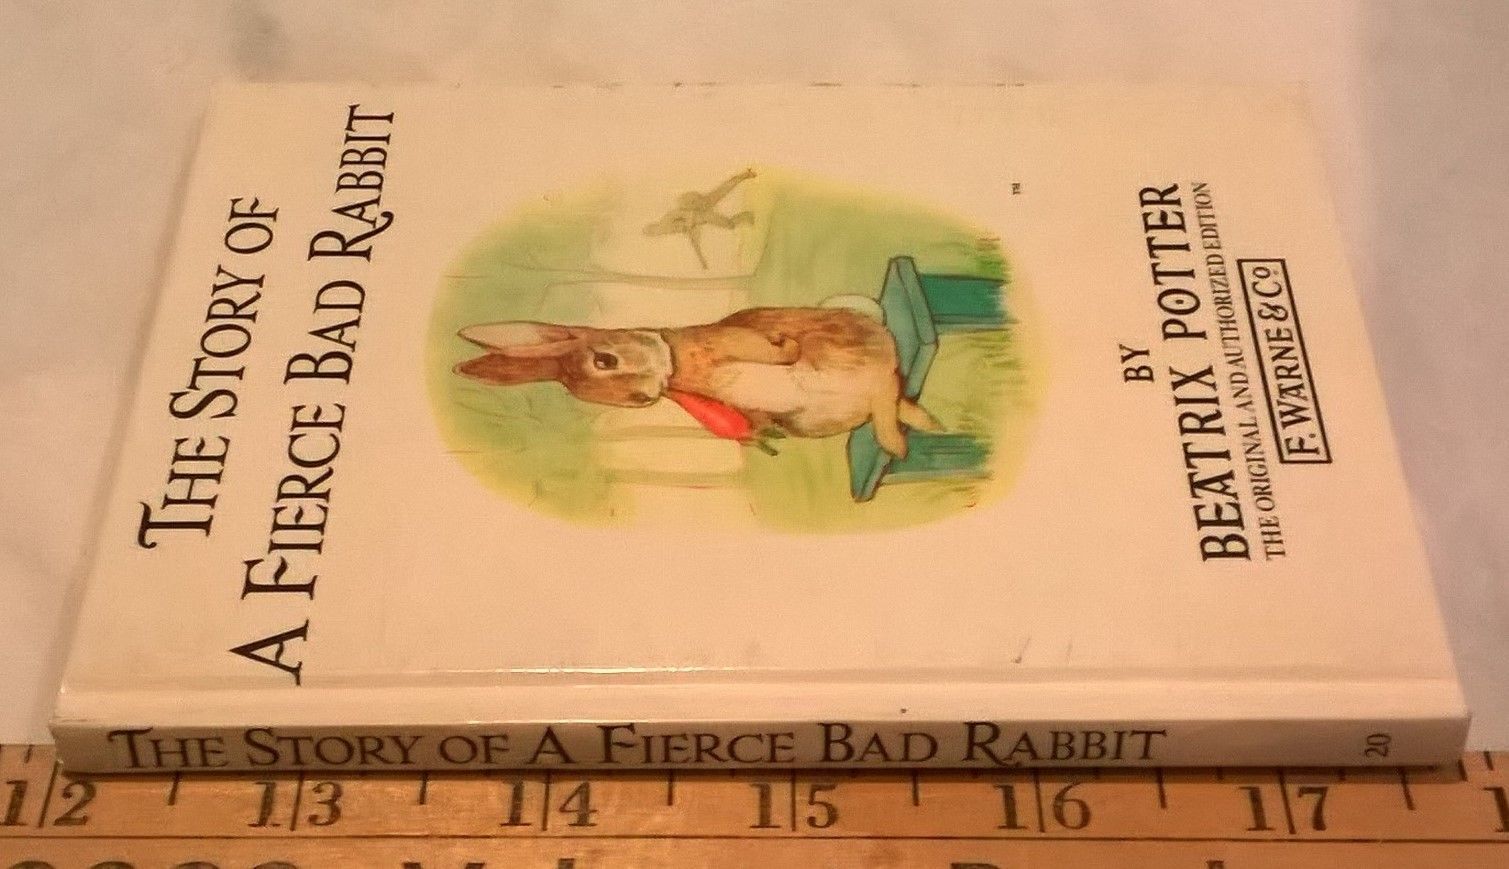 THE STORY OF
A FIERCE BAD RABBIT
TM
BY
BEATRIX POTTER
THE ORIGINAL AND AUTHORIZED EDITION
F. WARNE & Co
THE STORY OF A FIERCE BAD RABBIT
20
12 13 14 15 16 17